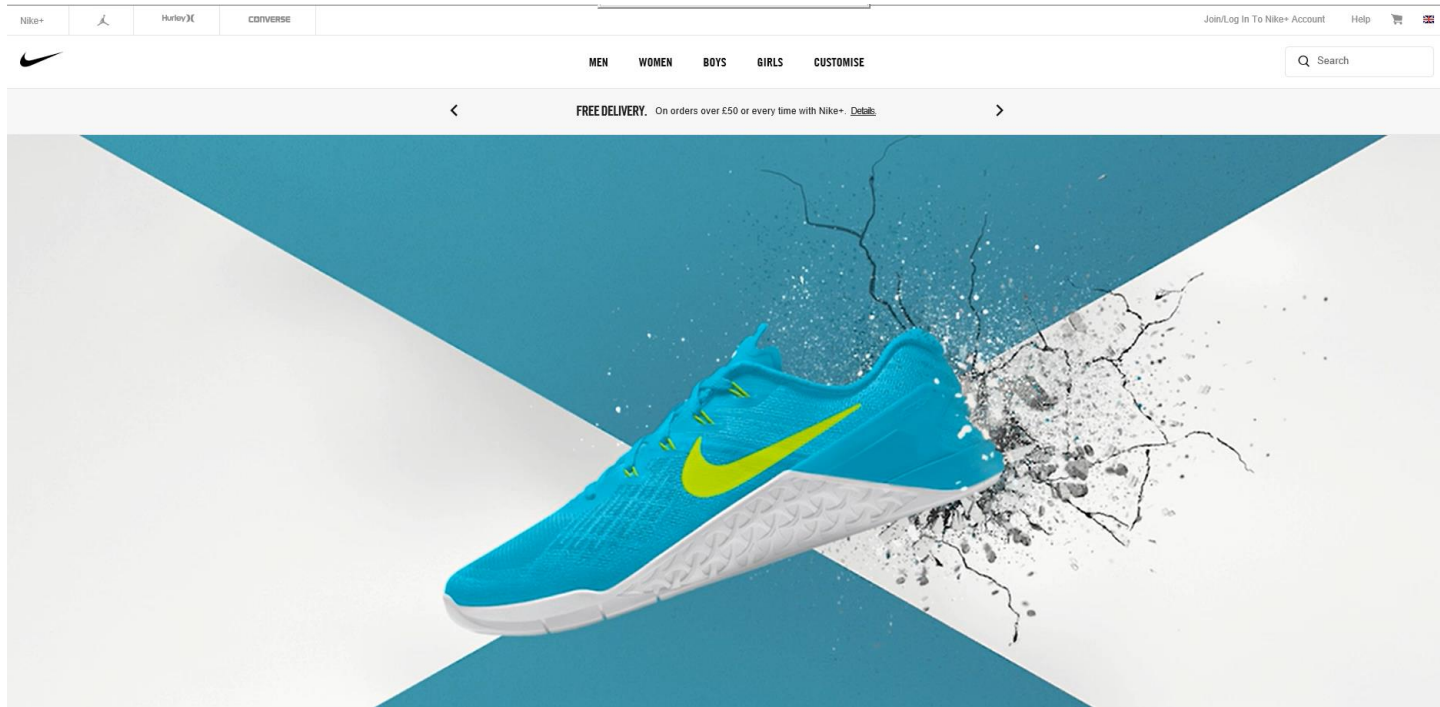 Nike+ Hurley CONVERSE Join/Log In To Nike+ Account Help
MEN WOMEN BOYS GIRLS CUSTOMISE Search
FREE DELIVERY. On orders over £50 or every time with Nike+. Details.